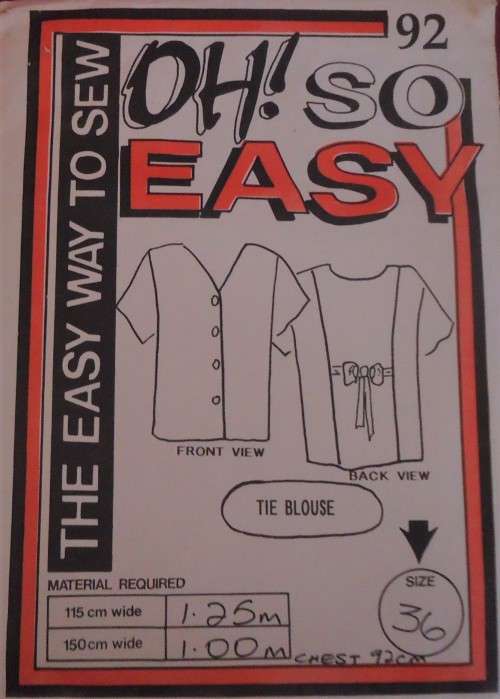 92
OH! SO
EASY
THE EASY WAY TO SEW
FRONT VIEW
BACK VIEW
TIE BLOUSE
MATERIAL REQUIRED
115 cm wide 1.25m
150 cm wide 1.00m
SIZE
36
CHEST 92cm